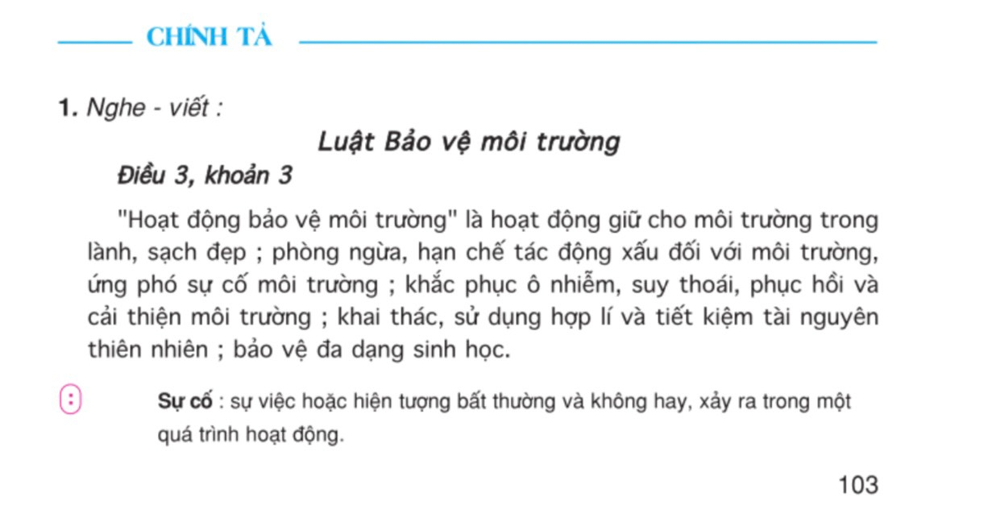 CHÍNH TẢ
1. Nghe - viết :
Luật Bảo vệ môi trường
Điều 3, khoản 3
"Hoạt động bảo vệ môi trường" là hoạt động giữ cho môi trường trong
lành, sạch đẹp ; phòng ngừa, hạn chế tác động xấu đối với môi trường,
ứng phó sự cố môi trường ; khắc phục ô nhiễm, suy thoái, phục hồi và
cải thiện môi trường ; khai thác, sử dụng hợp lí và tiết kiệm tài nguyên
thiên nhiên ; bảo vệ đa dạng sinh học.
: Sự cố : sự việc hoặc hiện tượng bất thường và không hay, xảy ra trong một
quá trình hoạt động.
103